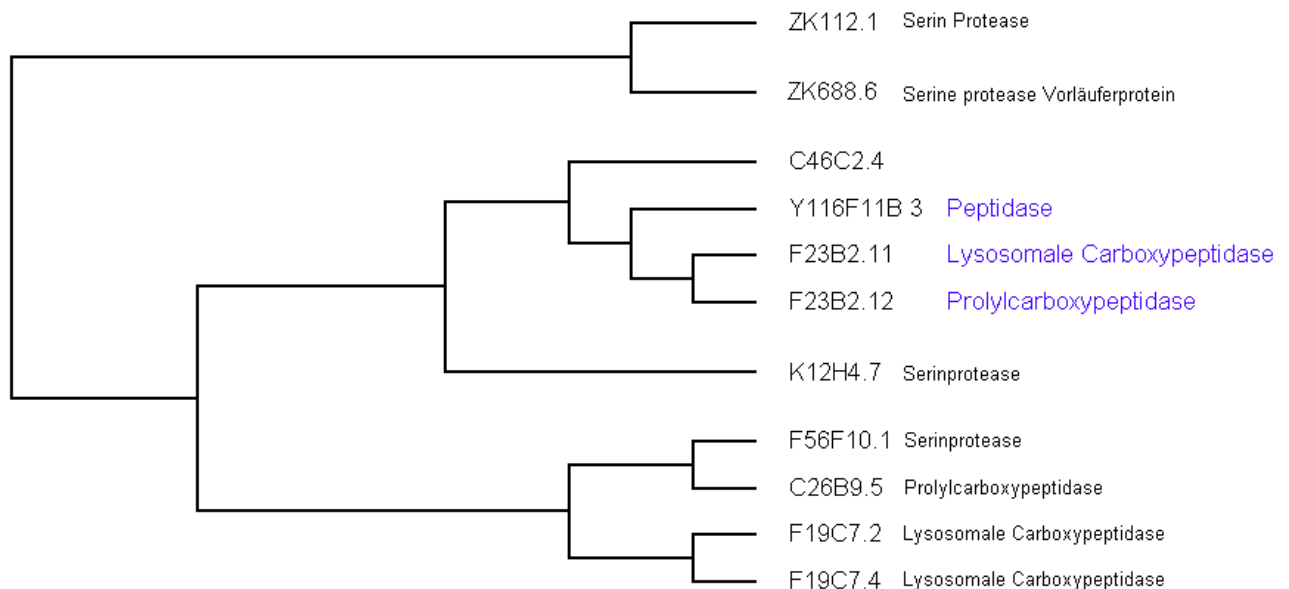 ZK112.1 Serin Protease
ZK688.6 Serine protease Vorläuferprotein
C46C2.4
Y116F11B 3 Peptidase
F23B2.11 Lysosomale Carboxypeptidase
F23B2.12 Prolylcarboxypeptidase
K12H4.7 Serinprotease
F56F10.1 Serinprotease
C26B9.5 Prolylcarboxypeptidase
F19C7.2 Lysosomale Carboxypeptidase
F19C7.4 Lysosomale Carboxypeptidase